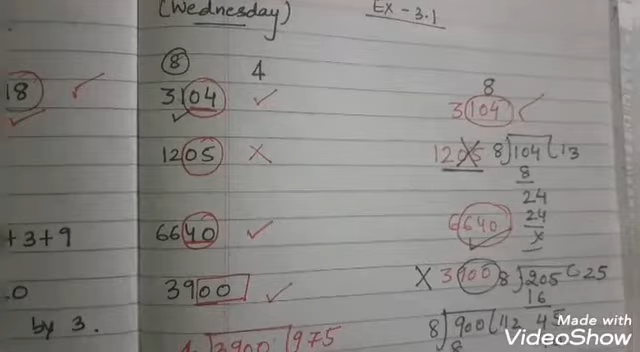 (Wednesday) Ex - 3.1
8 4 8
18 ✓ 3104 ✓ 3104 ✓
1205 × 1205 8)104(13
8
24
24
×
+3+9 6640 ✓ 6640
.0 3900 ✓ × 3900 8)205(25
16
by 3. 4)3900(975 8)900(112 45
8
Made with
VideoShow